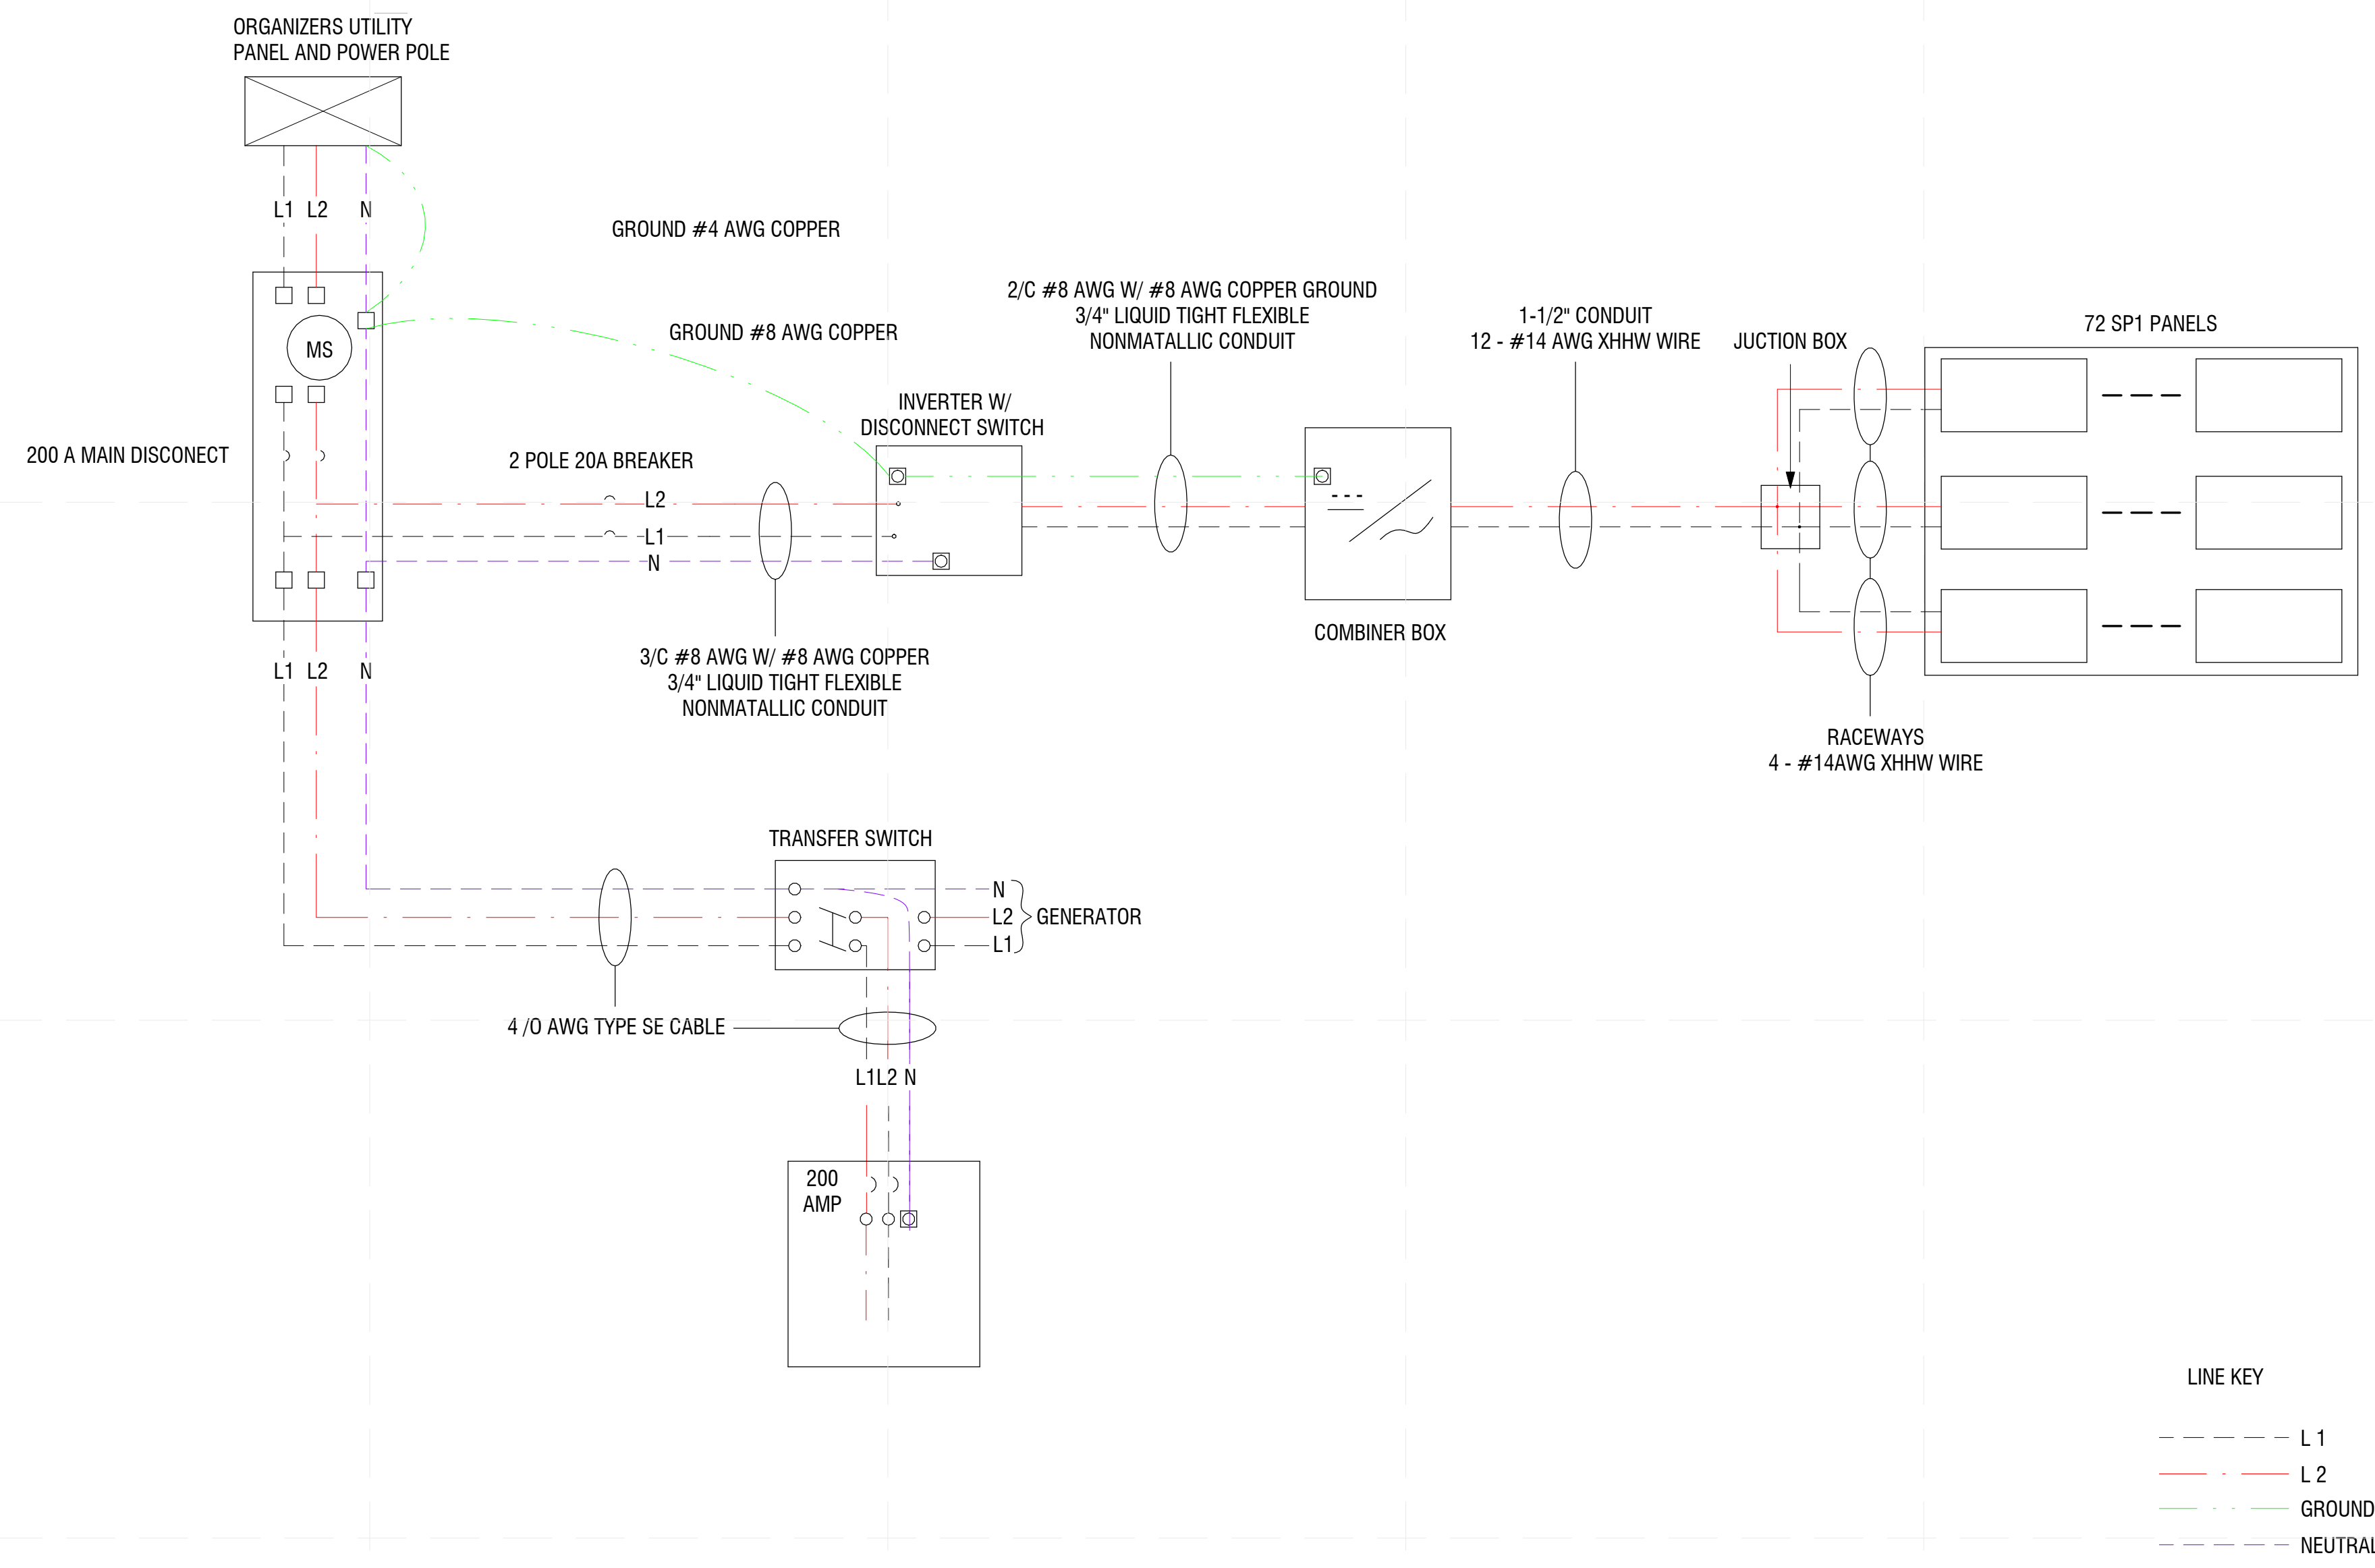 ORGANIZERS UTILITY
PANEL AND POWER POLE
L1 L2 N
GROUND #4 AWG COPPER
GROUND #8 AWG COPPER
MS
200 A MAIN DISCONECT
2 POLE 20A BREAKER
L2
L1
N
INVERTER W/
DISCONNECT SWITCH
2/C #8 AWG W/ #8 AWG COPPER GROUND
3/4" LIQUID TIGHT FLEXIBLE
NONMATALLIC CONDUIT
1-1/2" CONDUIT
12 - #14 AWG XHHW WIRE
JUCTION BOX
72 SP1 PANELS
COMBINER BOX
3/C #8 AWG W/ #8 AWG COPPER
3/4" LIQUID TIGHT FLEXIBLE
NONMATALLIC CONDUIT
L1 L2 N
RACEWAYS
4 - #14AWG XHHW WIRE
TRANSFER SWITCH
N
L2
L1
GENERATOR
4 /O AWG TYPE SE CABLE
L1L2 N
200
AMP
LINE KEY
L 1
L 2
GROUND
NEUTRAL